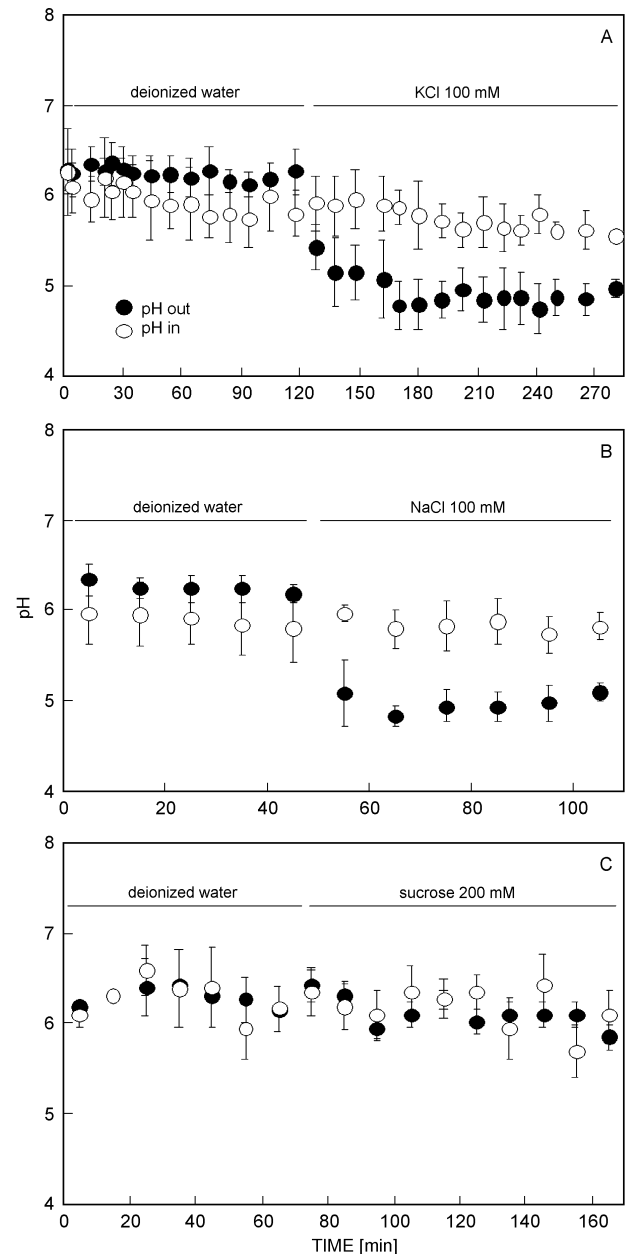 8
A
deionized water KCl 100 mM
7
6
5
pH out
pH in
4
0 30 60 90 120 150 180 210 240 270
8
B
deionized water NaCl 100 mM
7
6
pH
5
4
0 20 40 60 80 100
8
C
deionized water sucrose 200 mM
7
6
5
4
0 20 40 60 80 100 120 140 160
TIME [min]